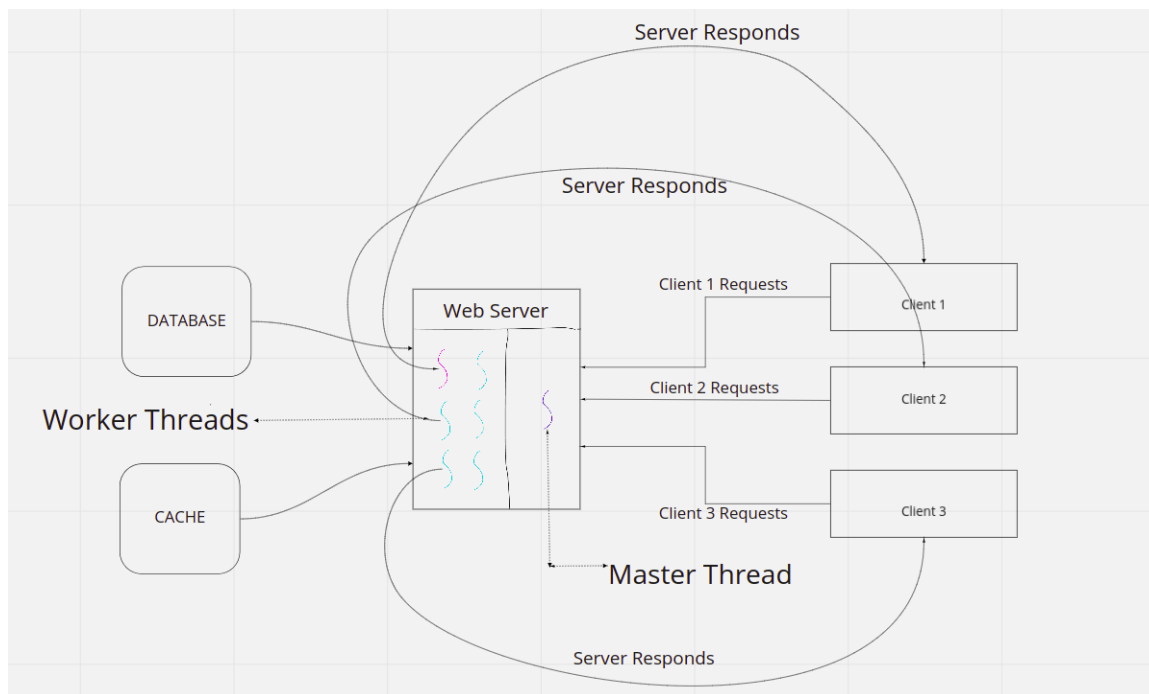 Server Responds
Server Responds
Client 1 Requests
Client 1
Web Server
DATABASE
Client 2 Requests
Client 2
Worker Threads
CACHE
Client 3 Requests
Client 3
Master Thread
Server Responds